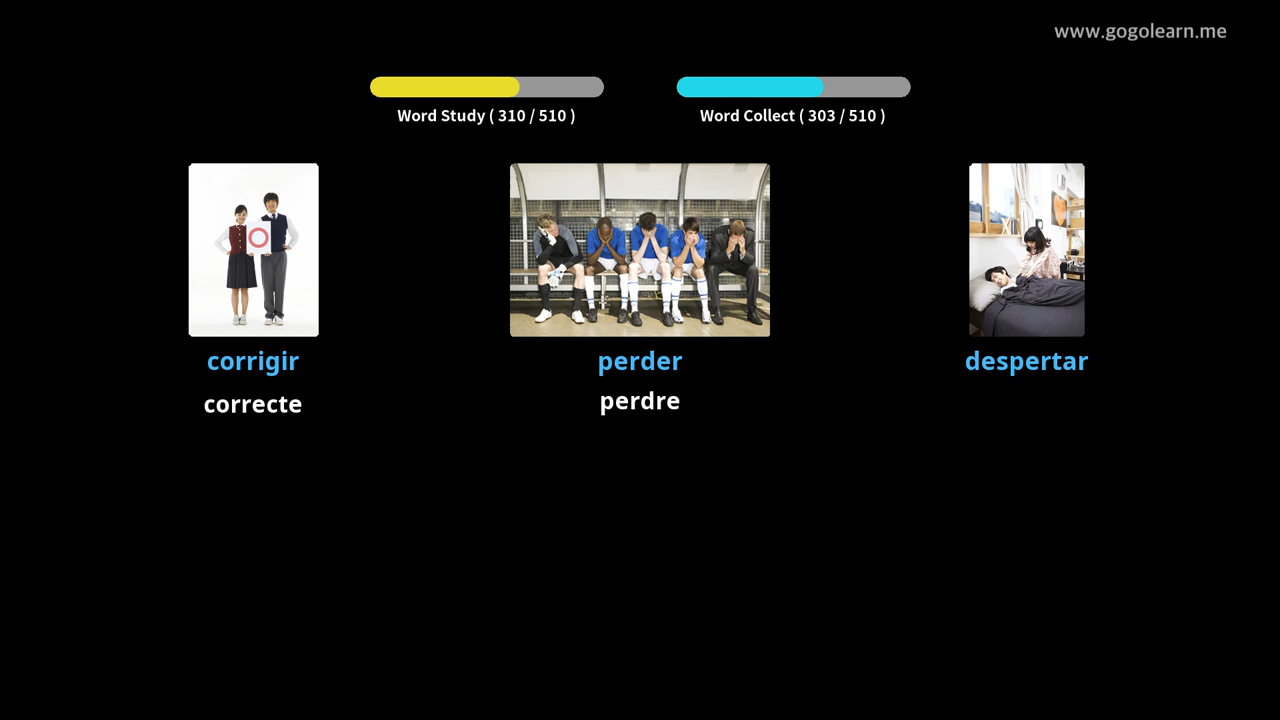 www.gogolearn.me
Word Study ( 310 / 510 )
Word Collect ( 303 / 510 )
corrigir
perder
despertar
correcte
perdre